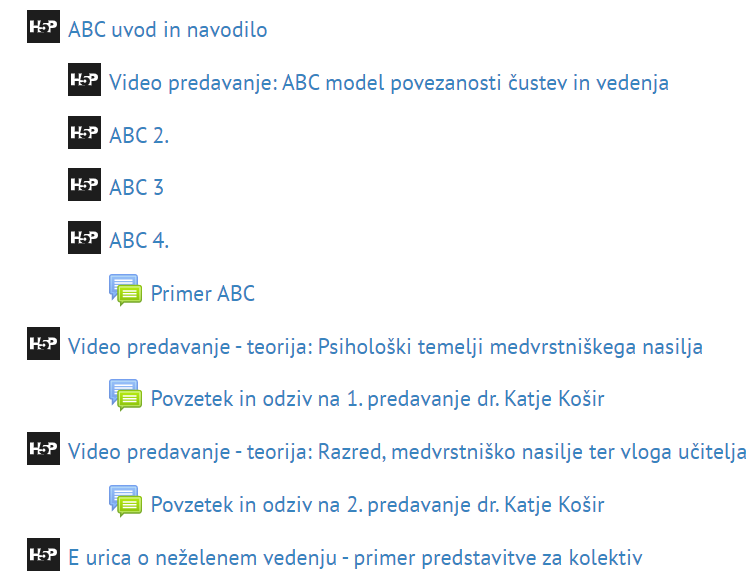 H5P ABC uvod in navodilo
H5P Video predavanje: ABC model povezanosti čustev in vedenja
H5P ABC 2.
H5P ABC 3
H5P ABC 4.
Primer ABC
H5P Video predavanje - teorija: Psihološki temelji medvrstniškega nasilja
Povzetek in odziv na 1. predavanje dr. Katje Košir
H5P Video predavanje - teorija: Razred, medvrstniško nasilje ter vloga učitelja
Povzetek in odziv na 2. predavanje dr. Katje Košir
H5P E urica o neželenem vedenju - primer predstavitve za kolektiv